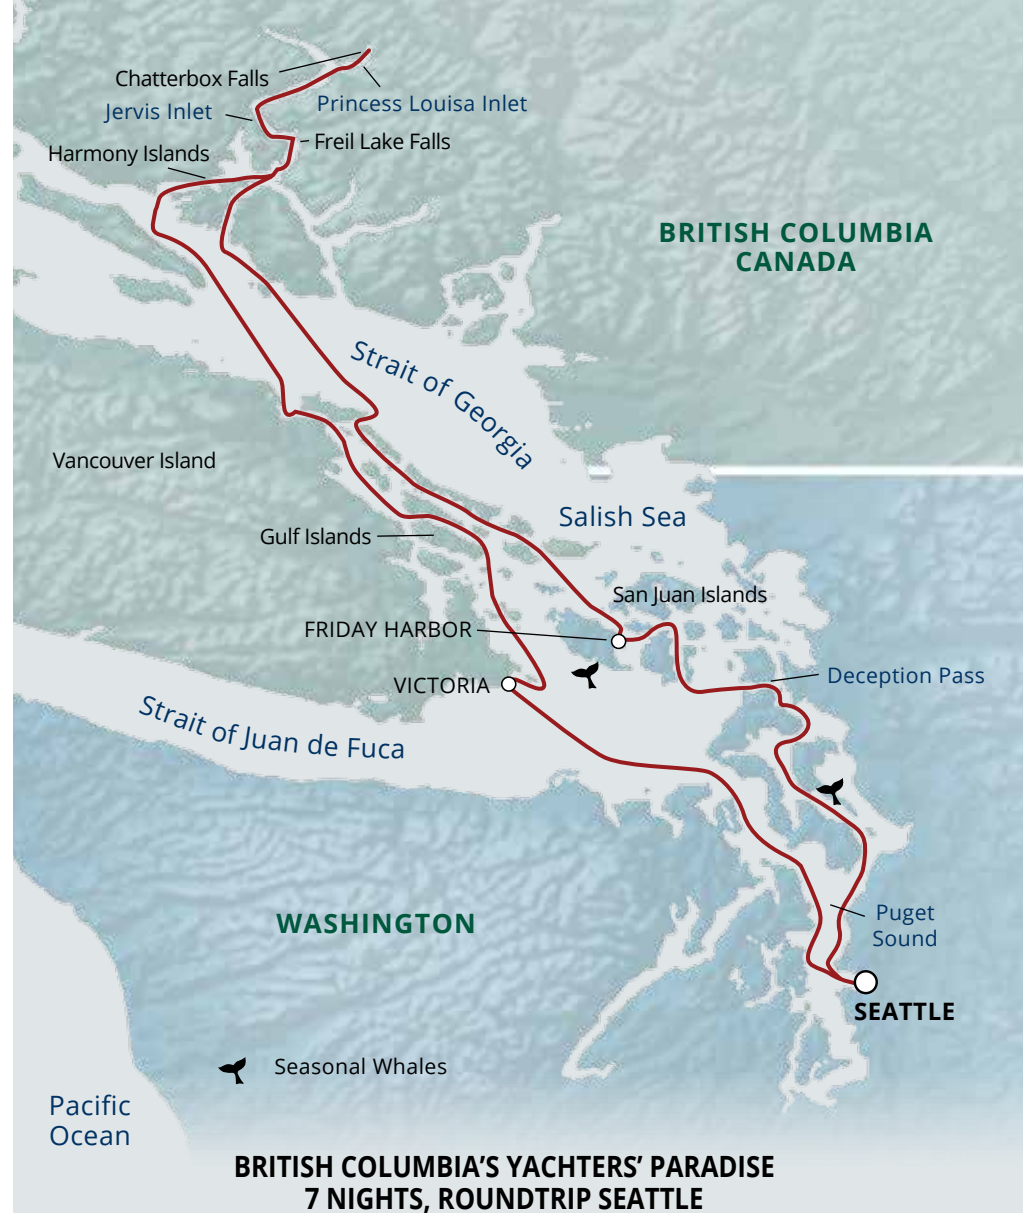 Chatterbox Falls
Princess Louisa Inlet
Jervis Inlet
Freil Lake Falls
Harmony Islands
BRITISH COLUMBIA
CANADA
Strait of Georgia
Vancouver Island
Salish Sea
Gulf Islands
San Juan Islands
FRIDAY HARBOR
Deception Pass
VICTORIA
Strait of Juan de Fuca
WASHINGTON
Puget
Sound
SEATTLE
Seasonal Whales
Pacific
Ocean
BRITISH COLUMBIA'S YACHTERS' PARADISE
7 NIGHTS, ROUNDTRIP SEATTLE